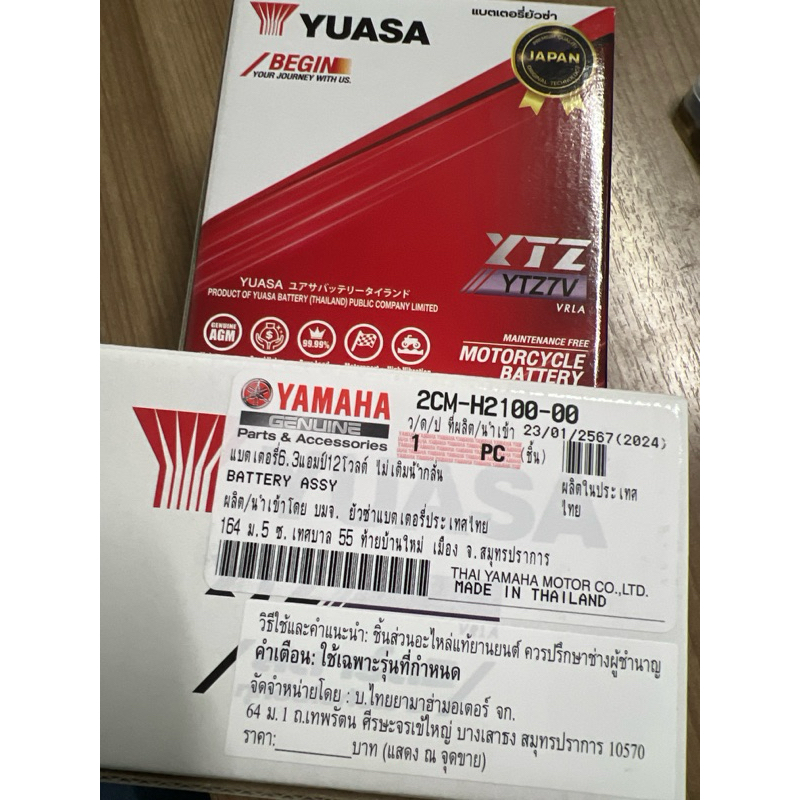 แบตเตอรี่ยัวซ่า
YUASA
BEGIN
YOUR JOURNEY WITH US.
JAPAN
XTZ
YTZ7V
VRLA
YUASA ユアサバッテリータイランド
PRODUCT OF YUASA BATTERY (THAILAND) PUBLIC COMPANY LIMITED
GENUINE
AGM
99.99%
MAINTENANCE FREE
MOTORCYCLE
BATTERY
YAMAHA
GENUINE
Parts & Accessories
2CM-H2100-00
ว/ด/ป ที่ผลิต/นำเข้า 23/01/2567(2024)
1 PC (ชิ้น)
แบตเตอรี่6.3แอมป์12โวลต์ ไม่เติมน้ำกลั่น
BATTERY ASSY
ผลิตในประเทศ
ไทย
ผลิต/นำเข้าโดย บมจ. ยัวซ่าแบตเตอรี่ประเทศไทย
164 ม.5 ซ.เทศบาล 55 ท้ายบ้านใหม่ เมือง จ.สมุทรปราการ
THAI YAMAHA MOTOR CO.,LTD.
MADE IN THAILAND
YUASA
VRLA
วิธีใช้และคำแนะนำ: ชิ้นส่วนอะไหล่แท้ยานยนต์ ควรปรึกษาช่างผู้ชำนาญ
คำเตือน: ใช้เฉพาะรุ่นที่กำหนด
จัดจำหน่ายโดย : บ.ไทยยามาฮ่ามอเตอร์ จก.
64 ม.1 ถ.เทพรัตน ศีรษะจรเข้ใหญ่ บางเสาธง สมุทรปราการ 10570
ราคา:________บาท (แสดง ณ จุดขาย)